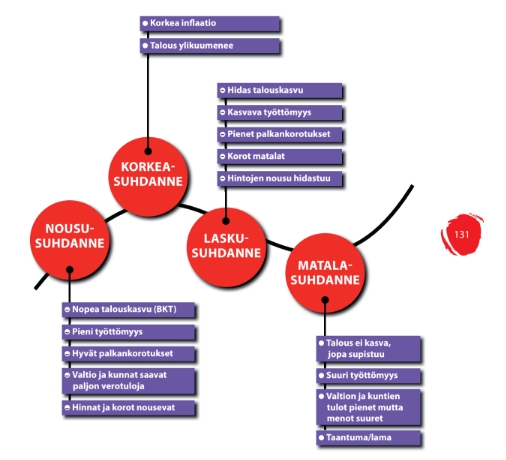 Korkea inflaatio
Talous ylikuumenee
Hidas talouskasvu
Kasvava työttömyys
Pienet palkankorotukset
Korot matalat
Hintojen nousu hidastuu
KORKEA-
SUHDANNE
NOUSU-
SUHDANNE
LASKU-
SUHDANNE
MATALA-
SUHDANNE
131
Nopea talouskasvu (BKT)
Pieni työttömyys
Hyvät palkankorotukset
Valtio ja kunnat saavat
paljon verotuloja
Hinnat ja korot nousevat
Talous ei kasva,
jopa supistuu
Suuri työttömyys
Valtion ja kuntien
tulot pienet mutta
menot suuret
Taantuma/lama